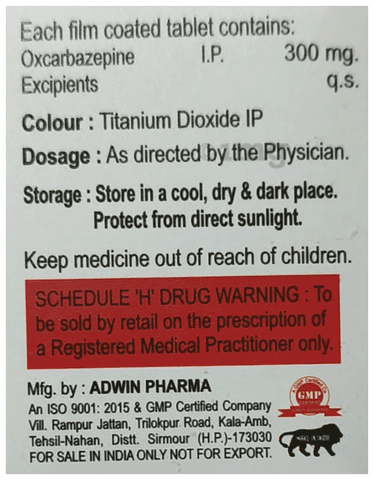 Each film coated tablet contains:
Oxcarbazepine I.P. 300 mg.
Excipients q.s.
Colour : Titanium Dioxide IP
Dosage : As directed by the Physician.
Storage : Store in a cool, dry & dark place.
Protect from direct sunlight.
Keep medicine out of reach of children.
SCHEDULE 'H' DRUG WARNING : To
be sold by retail on the prescription of
a Registered Medical Practitioner only.
Mfg. by : ADWIN PHARMA
An ISO 9001: 2015 & GMP Certified Company
Vill. Rampur Jattan, Trilokpur Road, Kala-Amb,
Tehsil-Nahan, Distt. Sirmour (H.P.)-173030
FOR SALE IN INDIA ONLY NOT FOR EXPORT.
GMP
MAKE IN INDIA